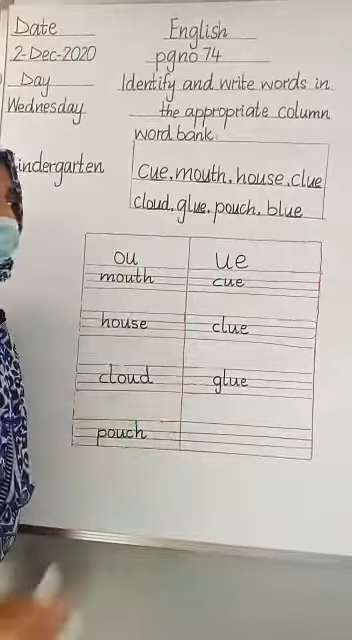 Date
English
2-Dec-2020
pg no 74
Day
Identify and write words in
Wednesday
the appropriate column
word bank
indergarten
cue, mouth, house, clue
cloud, glue, pouch, blue
ou ue
mouth cue
house clue
cloud glue
pouch